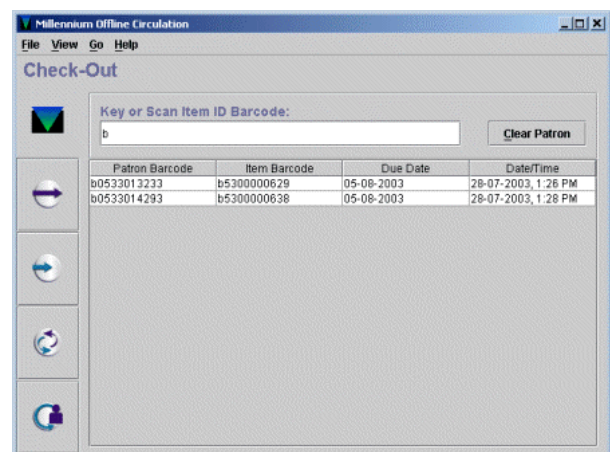 Millennium Offline Circulation
File View Go Help
Check-Out
Key or Scan Item ID Barcode:
b
Clear Patron
Patron Barcode Item Barcode Due Date Date/Time
b0533013233 b5300000629 05-08-2003 28-07-2003, 1:26 PM
b0533014293 b5300000638 05-08-2003 28-07-2003, 1:28 PM